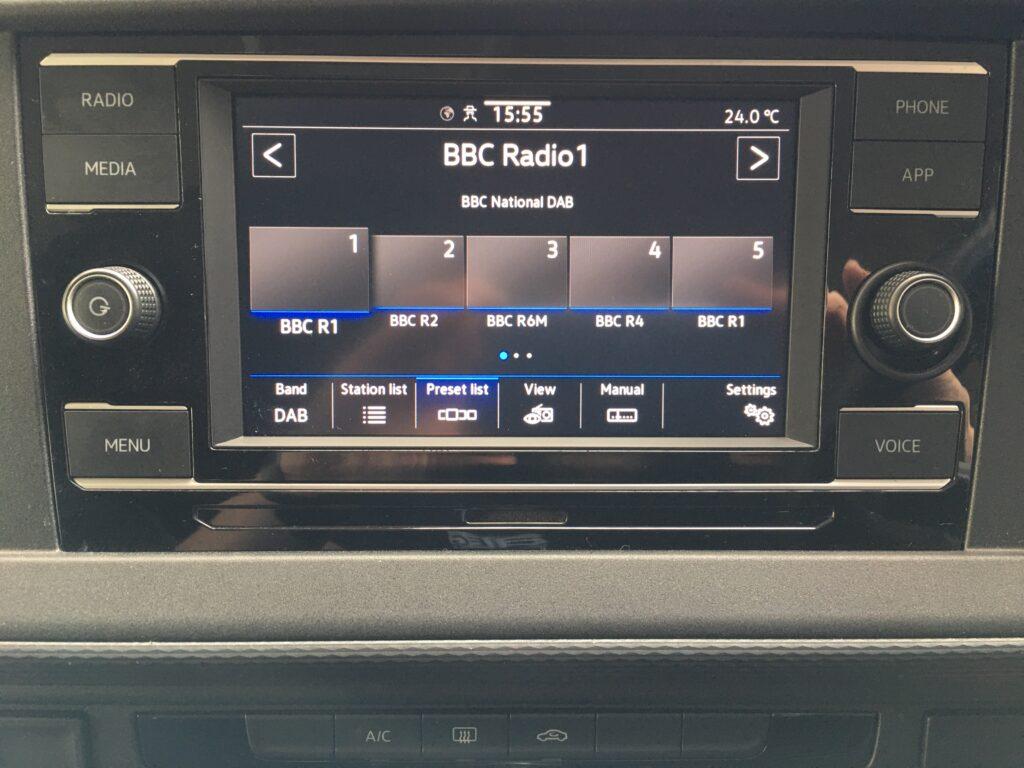 RADIO
MEDIA
MENU
15:55
24.0 °C
< BBC Radio1 >
BBC National DAB
1 2 3 4 5
BBC R1 BBC R2 BBC R6M BBC R4 BBC R1
Band Station list Preset list View Manual Settings
DAB
PHONE
APP
VOICE
A/C